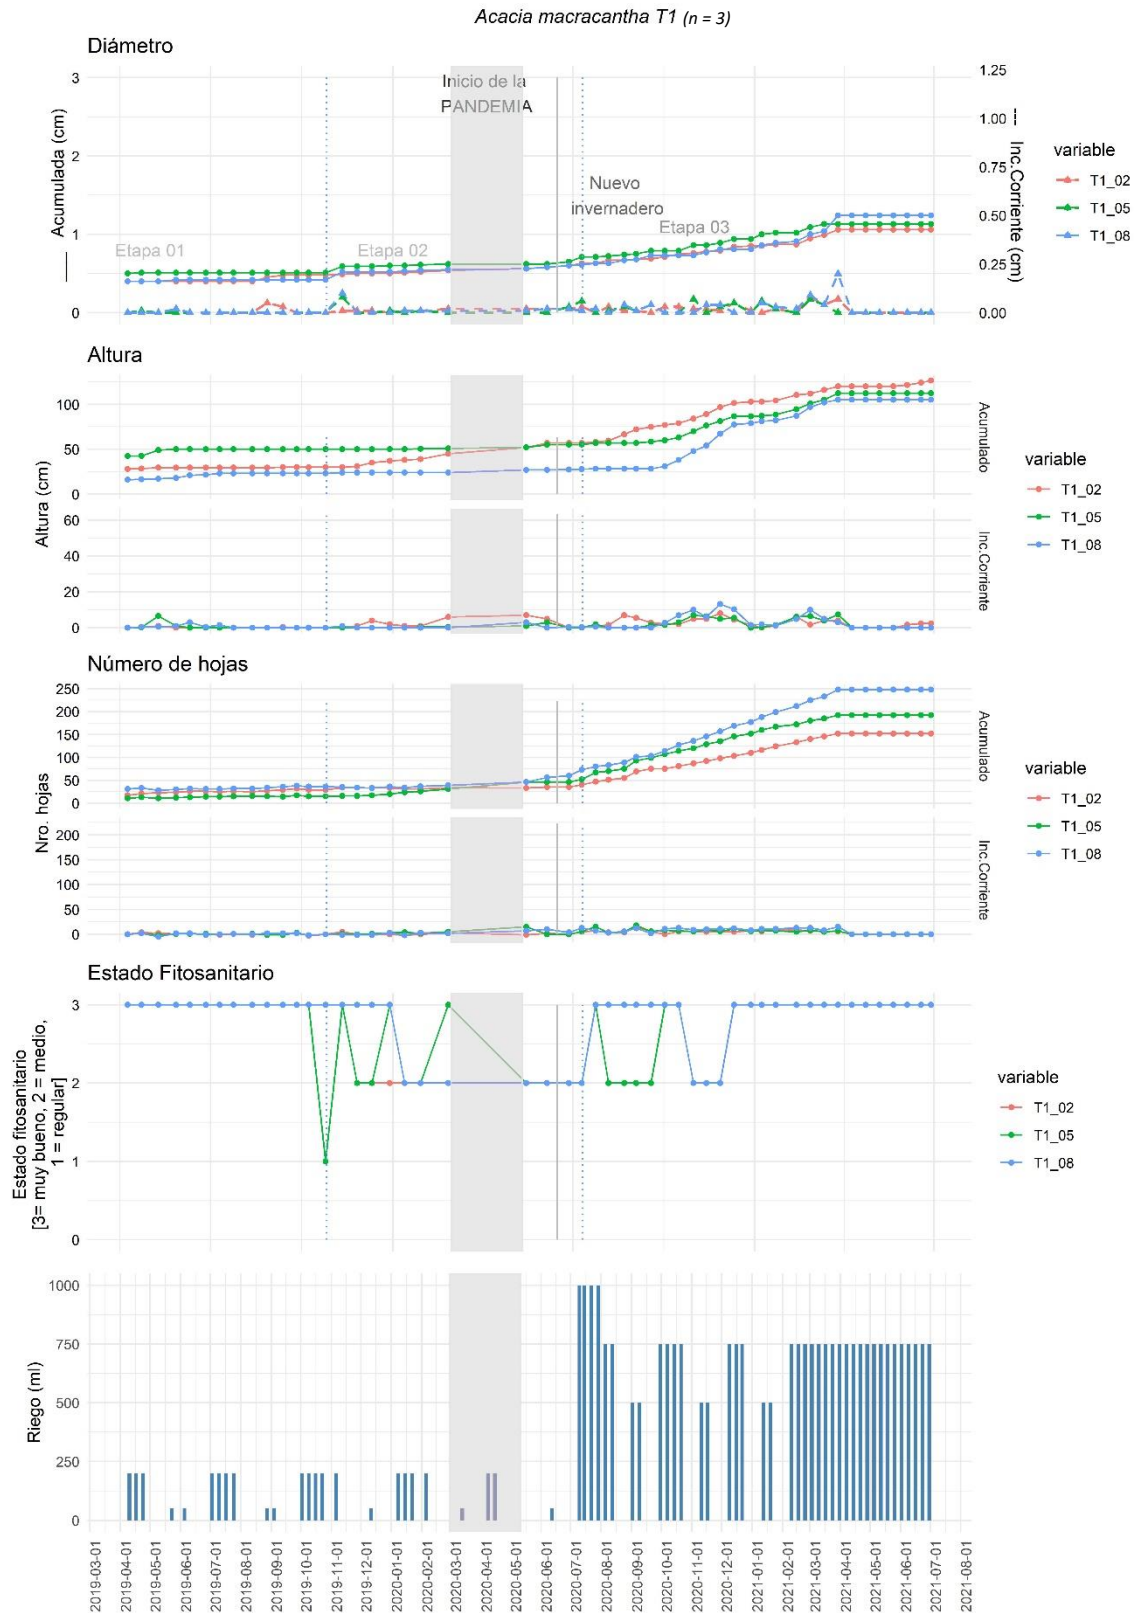 Acacia macracantha T1 (n = 3)
Diámetro
Acumulada (cm)
3
2
1
0
Inicio de la
PANDEMIA
Nuevo
invernadero
Etapa 01
Etapa 02
Etapa 03
1.25
1.00
0.75
0.50
0.25
0.00
Inc.Corriente (cm)
variable
T1_02
T1_05
T1_08
Altura
Altura (cm)
100
50
0
Acumulado
60
40
20
0
Inc.Corriente
variable
T1_02
T1_05
T1_08
Número de hojas
Nro. hojas
250
200
150
100
50
0
Acumulado
200
150
100
50
0
Inc.Corriente
variable
T1_02
T1_05
T1_08
Estado Fitosanitario
Estado fitosanitario
[3= muy bueno, 2 = medio,
1 = regular]
3
2
1
0
variable
T1_02
T1_05
T1_08
Riego (ml)
1000
750
500
250
0
2019-03-01
2019-04-01
2019-05-01
2019-06-01
2019-07-01
2019-08-01
2019-09-01
2019-10-01
2019-11-01
2019-12-01
2020-01-01
2020-02-01
2020-03-01
2020-04-01
2020-05-01
2020-06-01
2020-07-01
2020-08-01
2020-09-01
2020-10-01
2020-11-01
2020-12-01
2021-01-01
2021-02-01
2021-03-01
2021-04-01
2021-05-01
2021-06-01
2021-07-01
2021-08-01